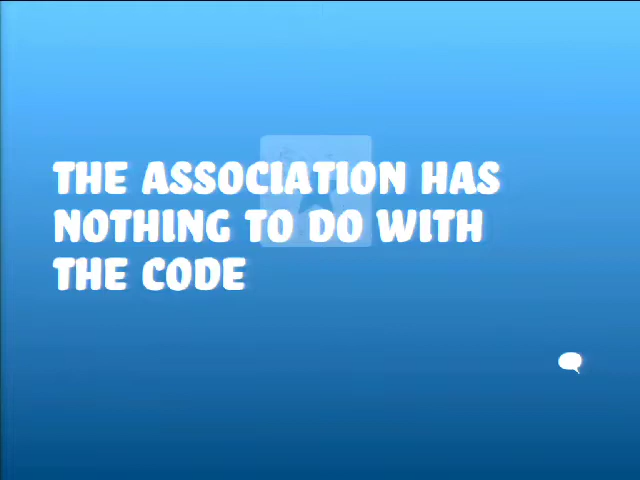 THE ASSOCIATION HAS
NOTHING TO DO WITH
THE CODE